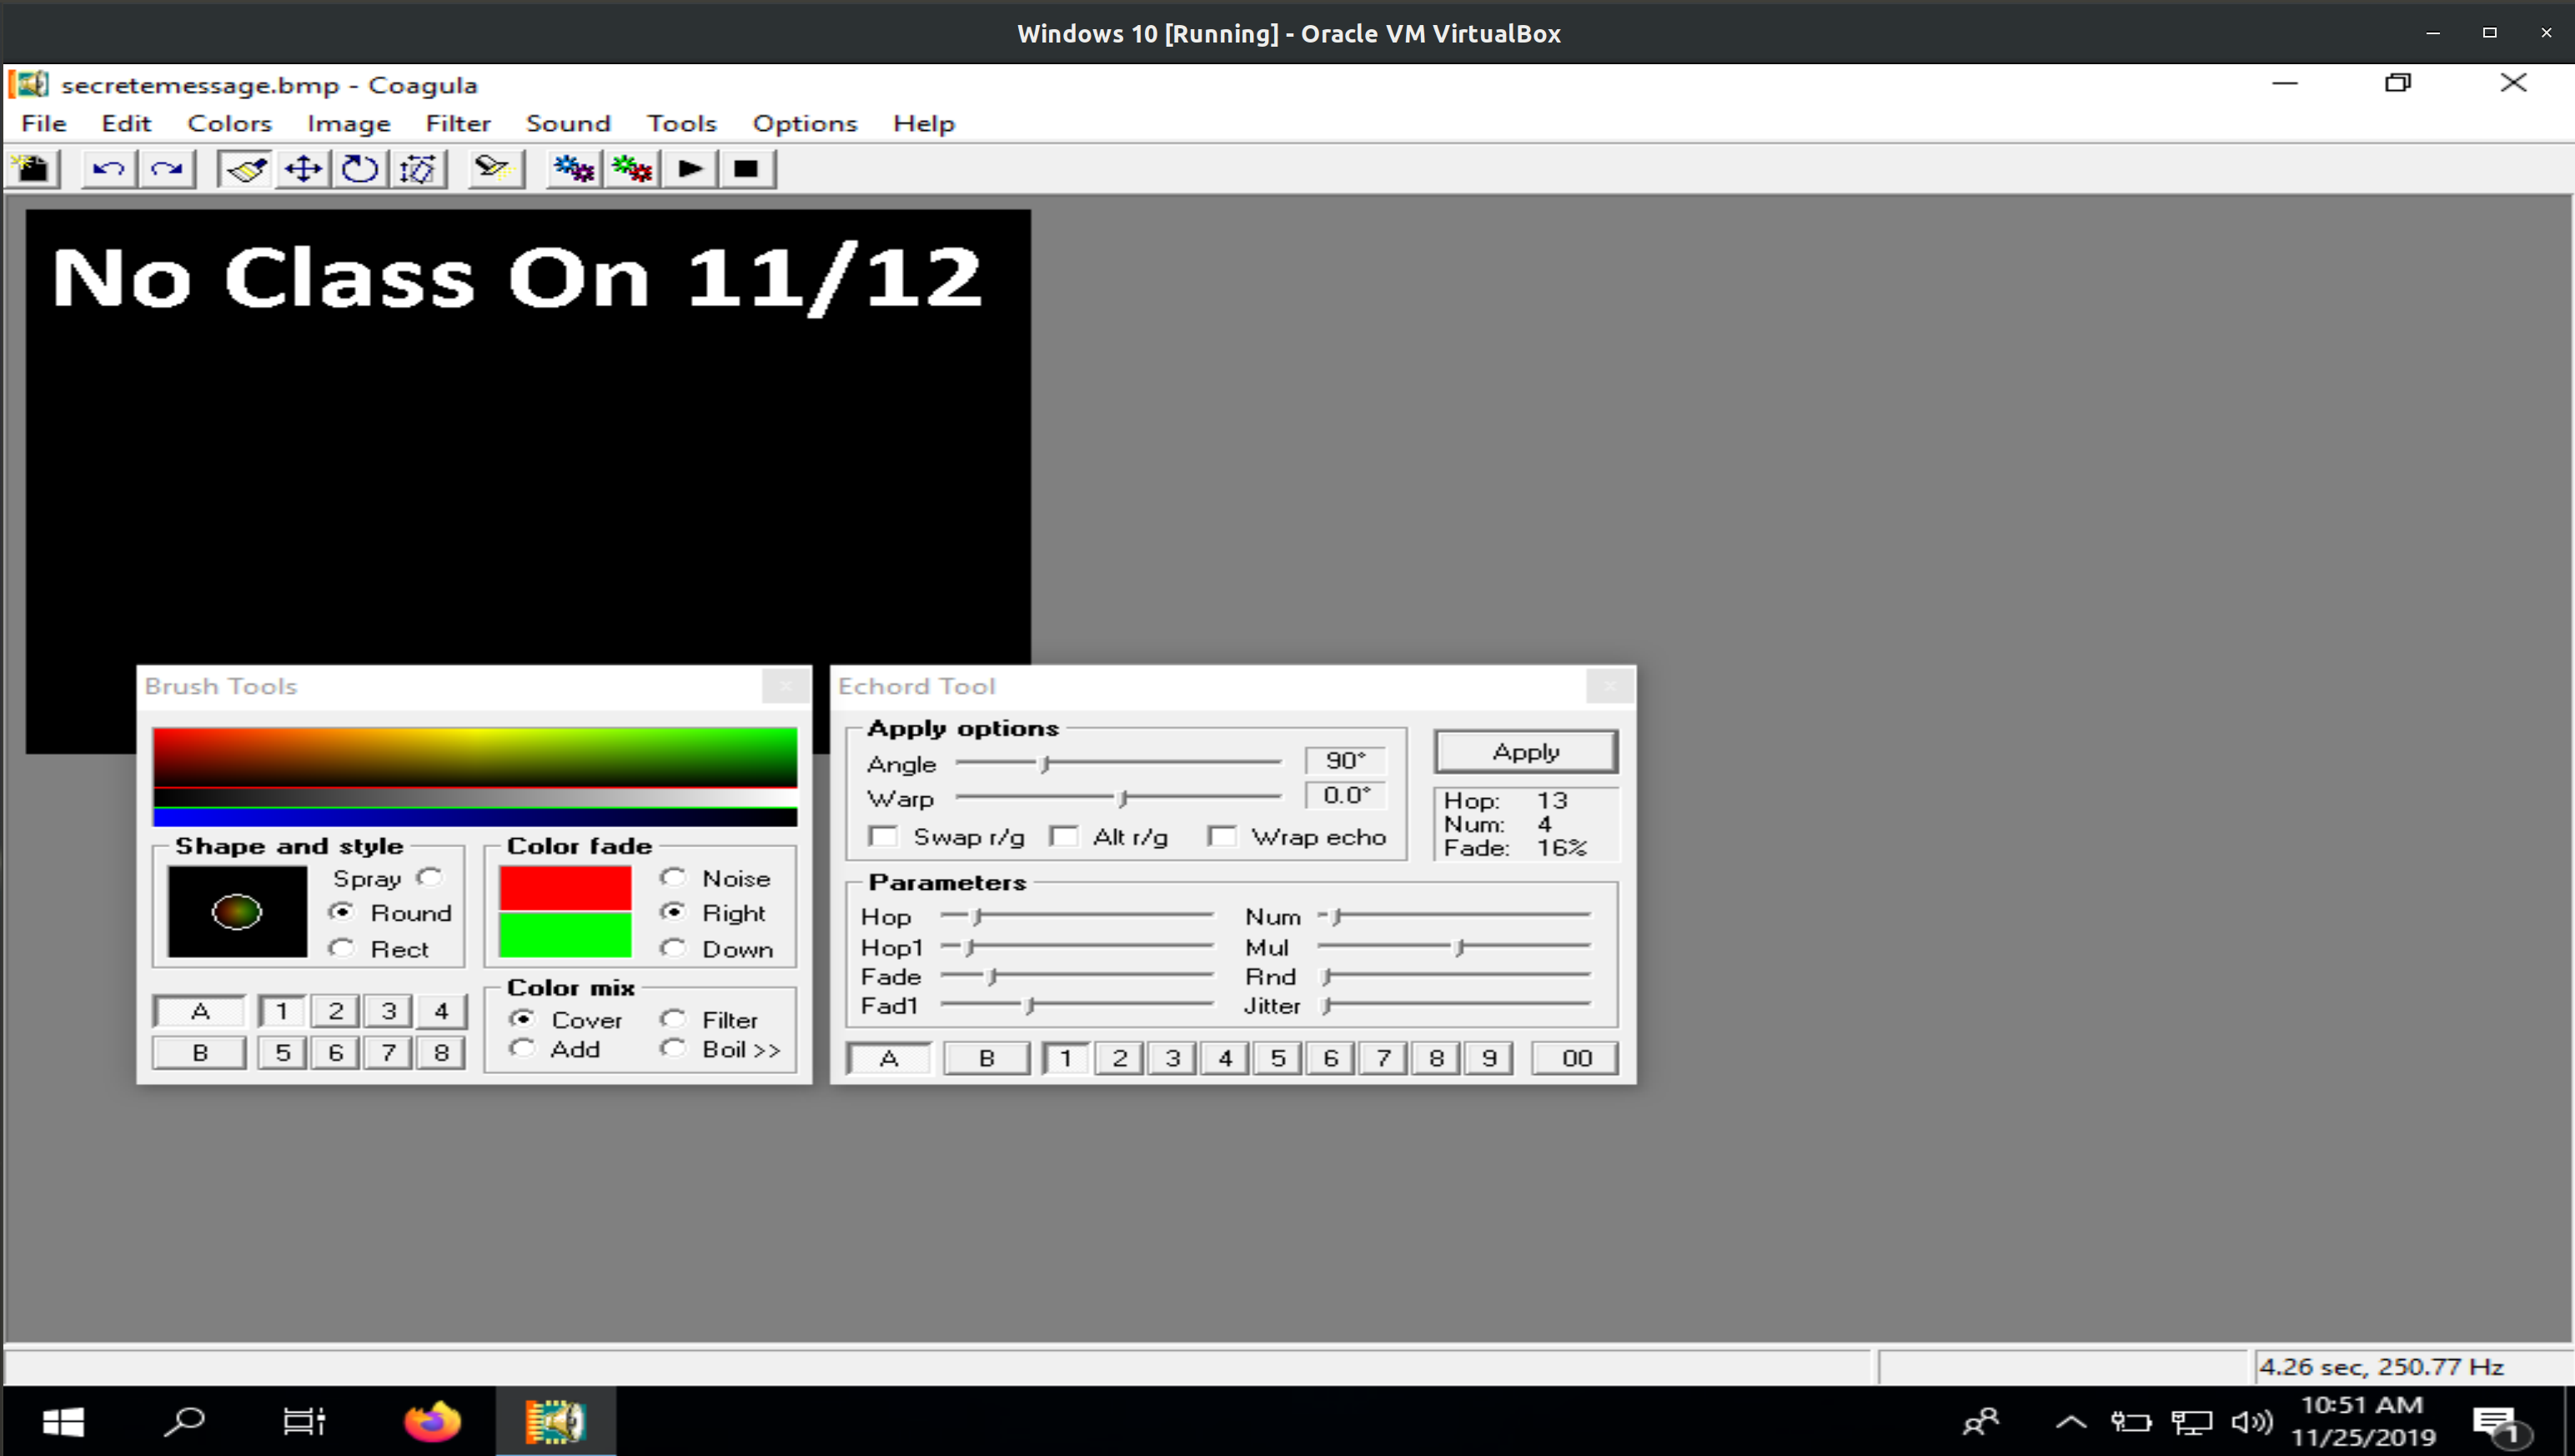 Windows 10 [Running] - Oracle VM VirtualBox
secretemessage.bmp - Coagula
File Edit Colors Image Filter Sound Tools Options Help
No Class On 11/12
Brush Tools
Shape and style
Spray
Round
Rect
Color fade
Noise
Right
Down
A 1 2 3 4
B 5 6 7 8
Color mix
Cover Filter
Add Boil >>
Echord Tool
Apply options
Angle 90°
Warp 0.0°
Swap r/g Alt r/g Wrap echo
Apply
Hop: 13
Num: 4
Fade: 16%
Parameters
Hop Num
Hop1 Mul
Fade Rnd
Fad1 Jitter
A B 1 2 3 4 5 6 7 8 9 00
4.26 sec, 250.77 Hz
10:51 AM
11/25/2019
1